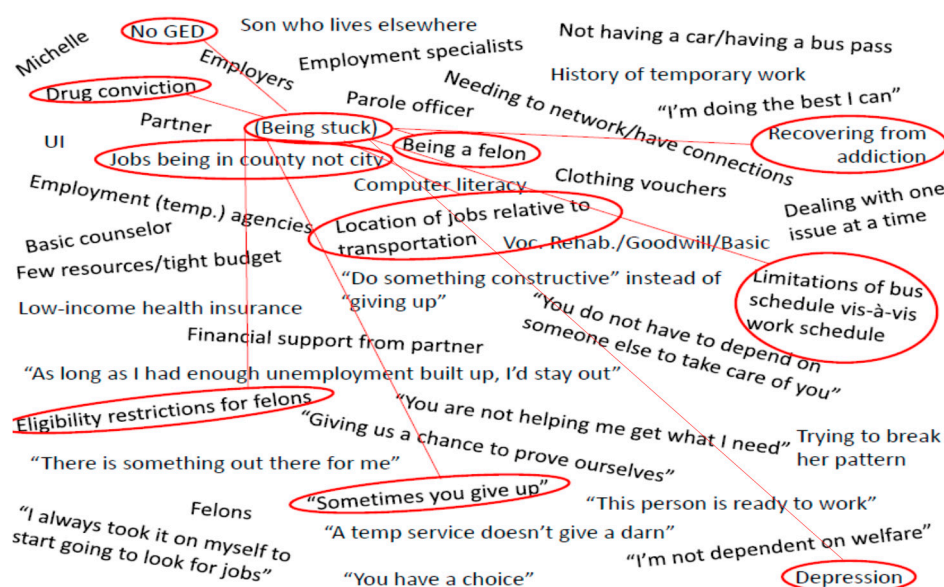 No GED
Son who lives elsewhere
Not having a car/having a bus pass
Michelle
Employers
Employment specialists
History of temporary work
Drug conviction
Parole officer
Needing to network/have connections
"I'm doing the best I can"
UI
Partner
(Being stuck)
Being a felon
Recovering from
addiction
Jobs being in county not city
Computer literacy
Clothing vouchers
Employment (temp.) agencies
Location of jobs relative to
transportation
Dealing with one
issue at a time
Basic counselor
Voc. Rehab./Goodwill/Basic
Few resources/tight budget
"Do something constructive" instead of
"giving up"
Limitations of bus
schedule vis-à-vis
work schedule
Low-income health insurance
"You do not have to depend on
someone else to take care of you"
Financial support from partner
"As long as I had enough unemployment built up, I'd stay out"
Eligibility restrictions for felons
"You are not helping me get what I need"
"Giving us a chance to prove ourselves"
Trying to break
her pattern
"There is something out there for me"
"Sometimes you give up"
"This person is ready to work"
Felons
"I always took it on myself to
start going to look for jobs"
"A temp service doesn't give a darn"
"I'm not dependent on welfare"
"You have a choice"
Depression